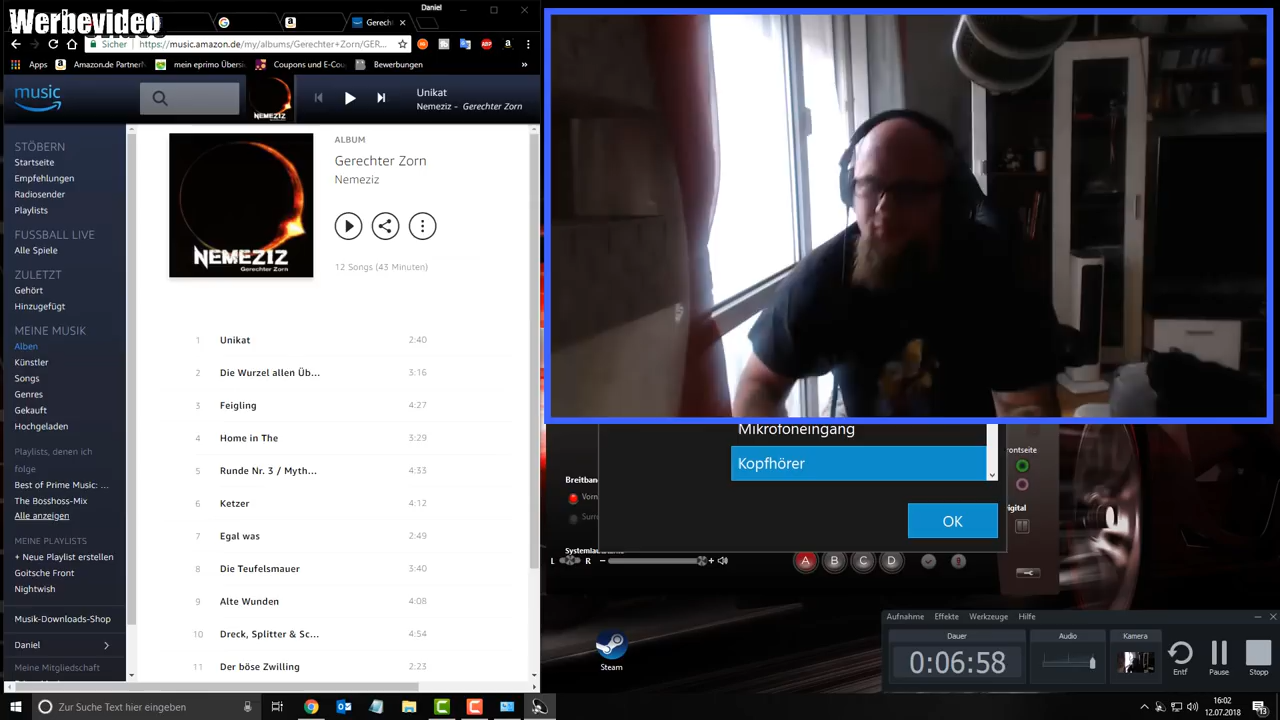 Werbevideo
Daniel
Gerecht
Sicher
https://music.amazon.de/my/albums/Gerechter+Zorn/GER...
ABP
Apps
Amazon.de PartnerN
mein eprimo Übersic
Coupons und E-Cou
Bewerbungen
»
music
Unikat
Nemeziz - Gerechter Zorn
NEMEZIZ
STÖBERN
Startseite
Empfehlungen
Radiosender
Playlists
FUSSBALL LIVE
Alle Spiele
ZULETZT
Gehört
Hinzugefügt
MEINE MUSIK
Alben
Künstler
Songs
Genres
Gekauft
Hochgeladen
Playlists, denen ich
folge
Best of Prime Music: ...
The Bosshoss-Mix
Alle anzeigen
MEINE PLAYLISTS
+ Neue Playlist erstellen
Goitsche Front
Nightwish
Musik-Downloads-Shop
Daniel
Meine Mitgliedschaft
NEMEZIZ
Gerechter Zorn
ALBUM
Gerechter Zorn
Nemeziz
12 Songs (43 Minuten)
1 Unikat 2:40
2 Die Wurzel allen Üb... 3:16
3 Feigling 4:27
4 Home in The 3:29
5 Runde Nr. 3 / Myth... 4:33
6 Ketzer 4:12
7 Egal was 2:49
8 Die Teufelsmauer 3:40
9 Alte Wunden 4:08
10 Dreck, Splitter & Sc... 4:54
11 Der böse Zwilling 2:23
Mikrofoneingang
Kopfhörer
OK
rontseite
igital
Breitban
Vorn
Surr
Systemlau
L R − +
A B C D
Steam
Aufnahme Effekte Werkzeuge Hilfe
Dauer
0:06:58
Audio
Kamera
Entf
Pause
Stopp
Zur Suche Text hier eingeben
16:02
12.07.2018